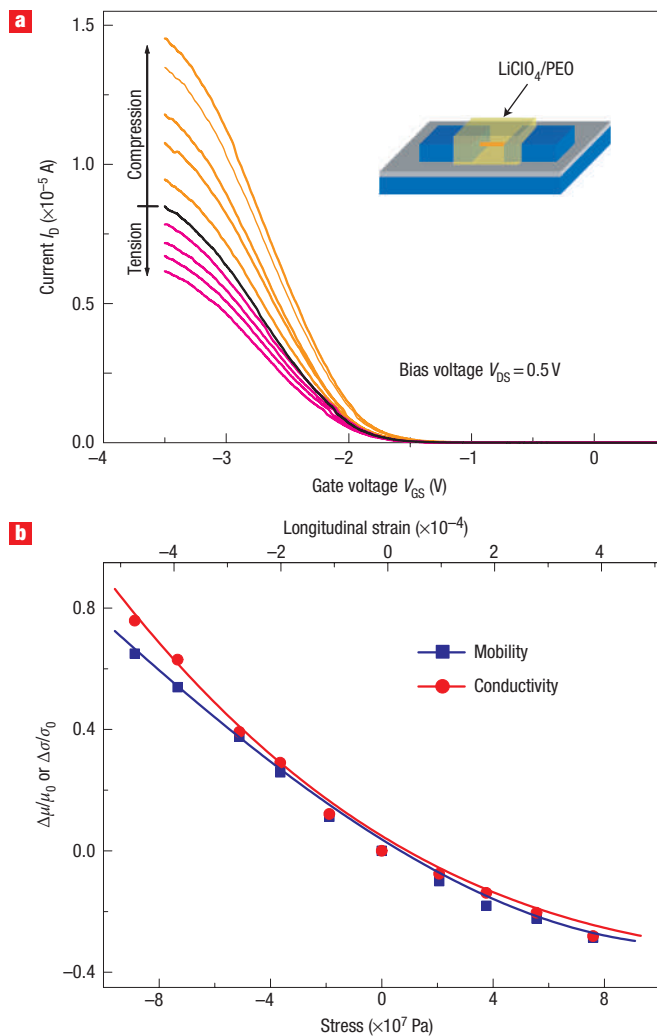 a
1.5
1.0
0.5
0.0
Current I_D (×10⁻⁵ A)
Compression
Tension
LiClO₄/PEO
Bias voltage V_DS = 0.5 V
−4
−3
−2
−1
0
Gate voltage V_GS (V)
b
Longitudinal strain (×10⁻⁴)
−4
−2
0
2
4
0.8
0.4
0.0
−0.4
Δμ/μ₀ or Δσ/σ₀
Mobility
Conductivity
−8
−4
0
4
8
Stress (×10⁷ Pa)